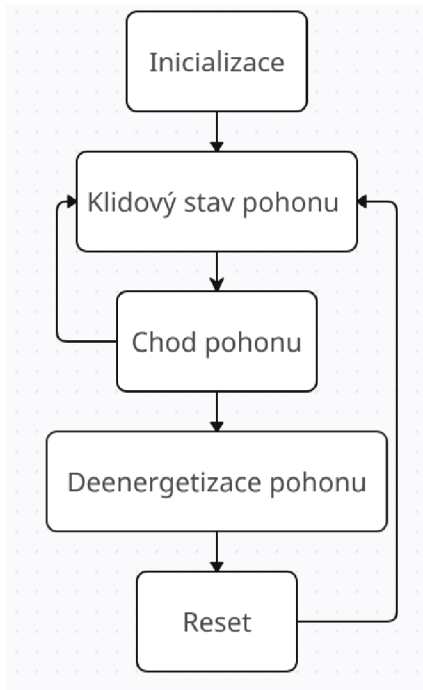 Inicializace
Klidový stav pohonu
Chod pohonu
Deenergetizace pohonu
Reset